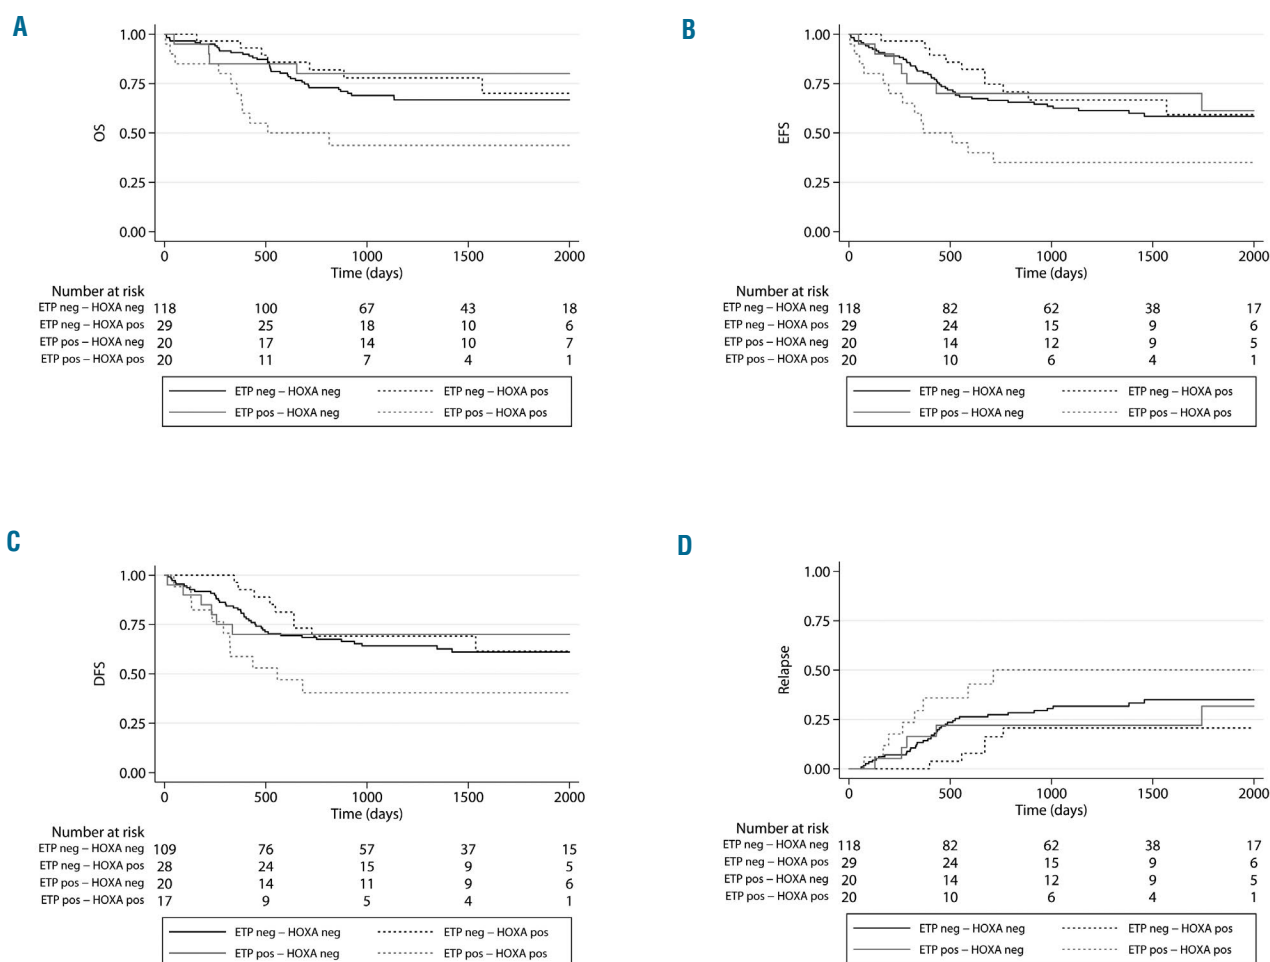 A
1.00
0.75
0.50
0.25
0.00
OS
0 500 1000 1500 2000
Time (days)
Number at risk
ETP neg – HOXA neg 118 100 67 43 18
ETP neg – HOXA pos 29 25 18 10 6
ETP pos – HOXA neg 20 17 14 10 7
ETP pos – HOXA pos 20 11 7 4 1
ETP neg – HOXA neg ETP neg – HOXA pos
ETP pos – HOXA neg ETP pos – HOXA pos
B
1.00
0.75
0.50
0.25
0.00
EFS
0 500 1000 1500 2000
Time (days)
Number at risk
ETP neg – HOXA neg 118 82 62 38 17
ETP neg – HOXA pos 29 24 15 9 6
ETP pos – HOXA neg 20 14 12 9 5
ETP pos – HOXA pos 20 10 6 4 1
ETP neg – HOXA neg ETP neg – HOXA pos
ETP pos – HOXA neg ETP pos – HOXA pos
C
1.00
0.75
0.50
0.25
0.00
DFS
0 500 1000 1500 2000
Time (days)
Number at risk
ETP neg – HOXA neg 109 76 57 37 15
ETP neg – HOXA pos 28 24 15 9 5
ETP pos – HOXA neg 20 14 11 9 6
ETP pos – HOXA pos 17 9 5 4 1
ETP neg – HOXA neg ETP neg – HOXA pos
ETP pos – HOXA neg ETP pos – HOXA pos
D
1.00
0.75
0.50
0.25
0.00
Relapse
0 500 1000 1500 2000
Time (days)
Number at risk
ETP neg – HOXA neg 118 82 62 38 17
ETP neg – HOXA pos 29 24 15 9 6
ETP pos – HOXA neg 20 14 12 9 5
ETP pos – HOXA pos 20 10 6 4 1
ETP neg – HOXA neg ETP neg – HOXA pos
ETP pos – HOXA neg ETP pos – HOXA pos